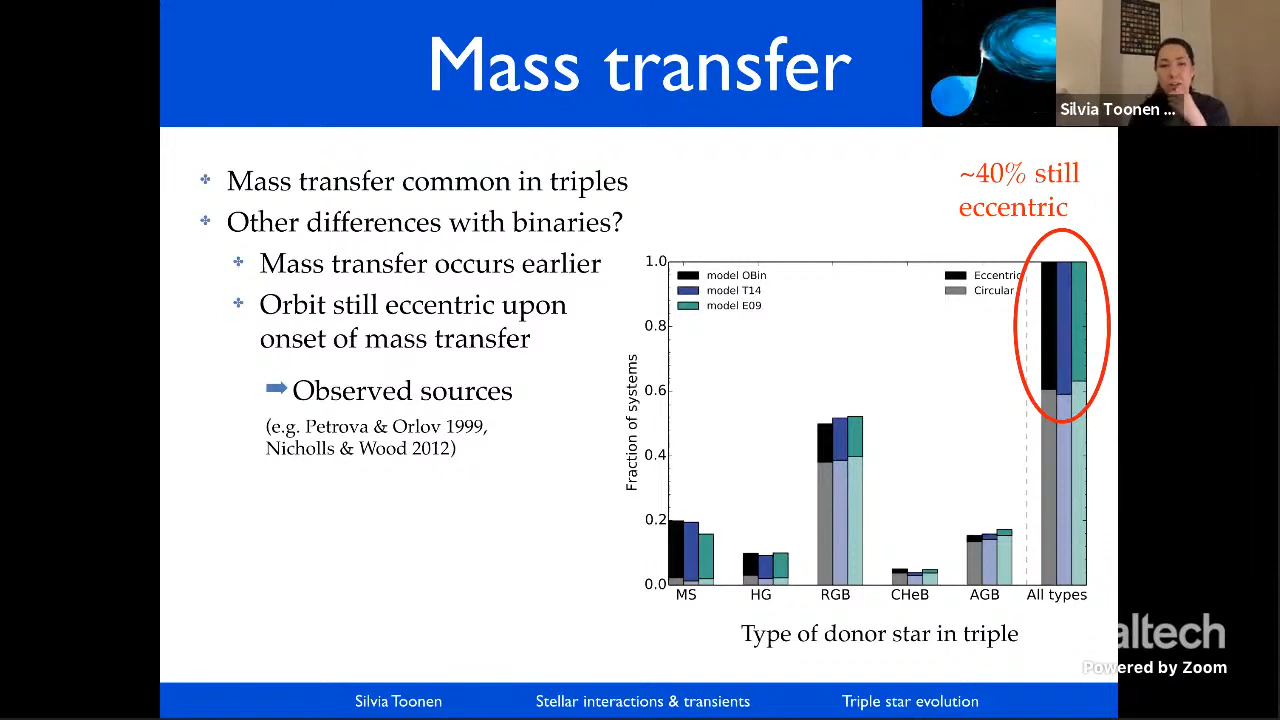 Mass transfer
Silvia Toonen ...
Mass transfer common in triples
Other differences with binaries?
Mass transfer occurs earlier
Orbit still eccentric upon
onset of mass transfer
Observed sources
(e.g. Petrova & Orlov 1999,
Nicholls & Wood 2012)
~40% still
eccentric
model OBin
model T14
model E09
Eccentric
Circular
Fraction of systems
1.0
0.8
0.6
0.4
0.2
0.0
MS HG RGB CHeB AGB All types
Type of donor star in triple
altech
Powered by Zoom
Silvia Toonen Stellar interactions & transients Triple star evolution